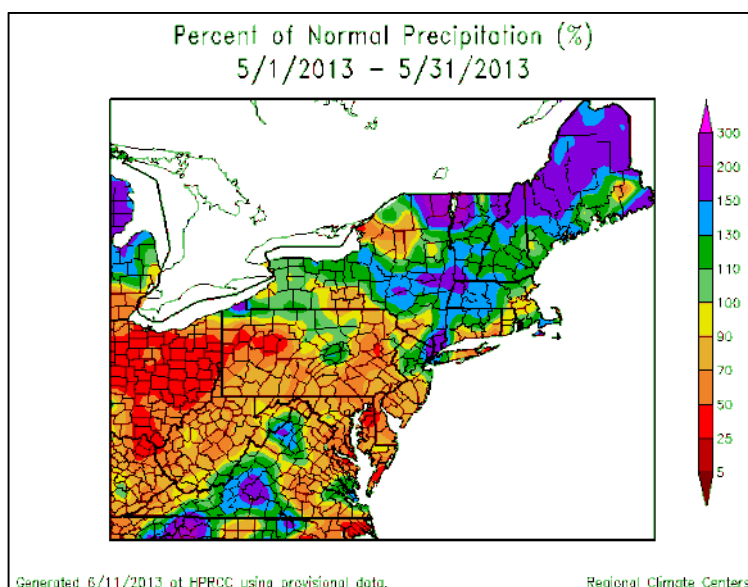 Percent of Normal Precipitation (%)
5/1/2013 – 5/31/2013
300
200
150
130
110
100
90
70
50
25
5
Generated 6/11/2013 at HPRCC using provisional data.
Regional Climate Centers